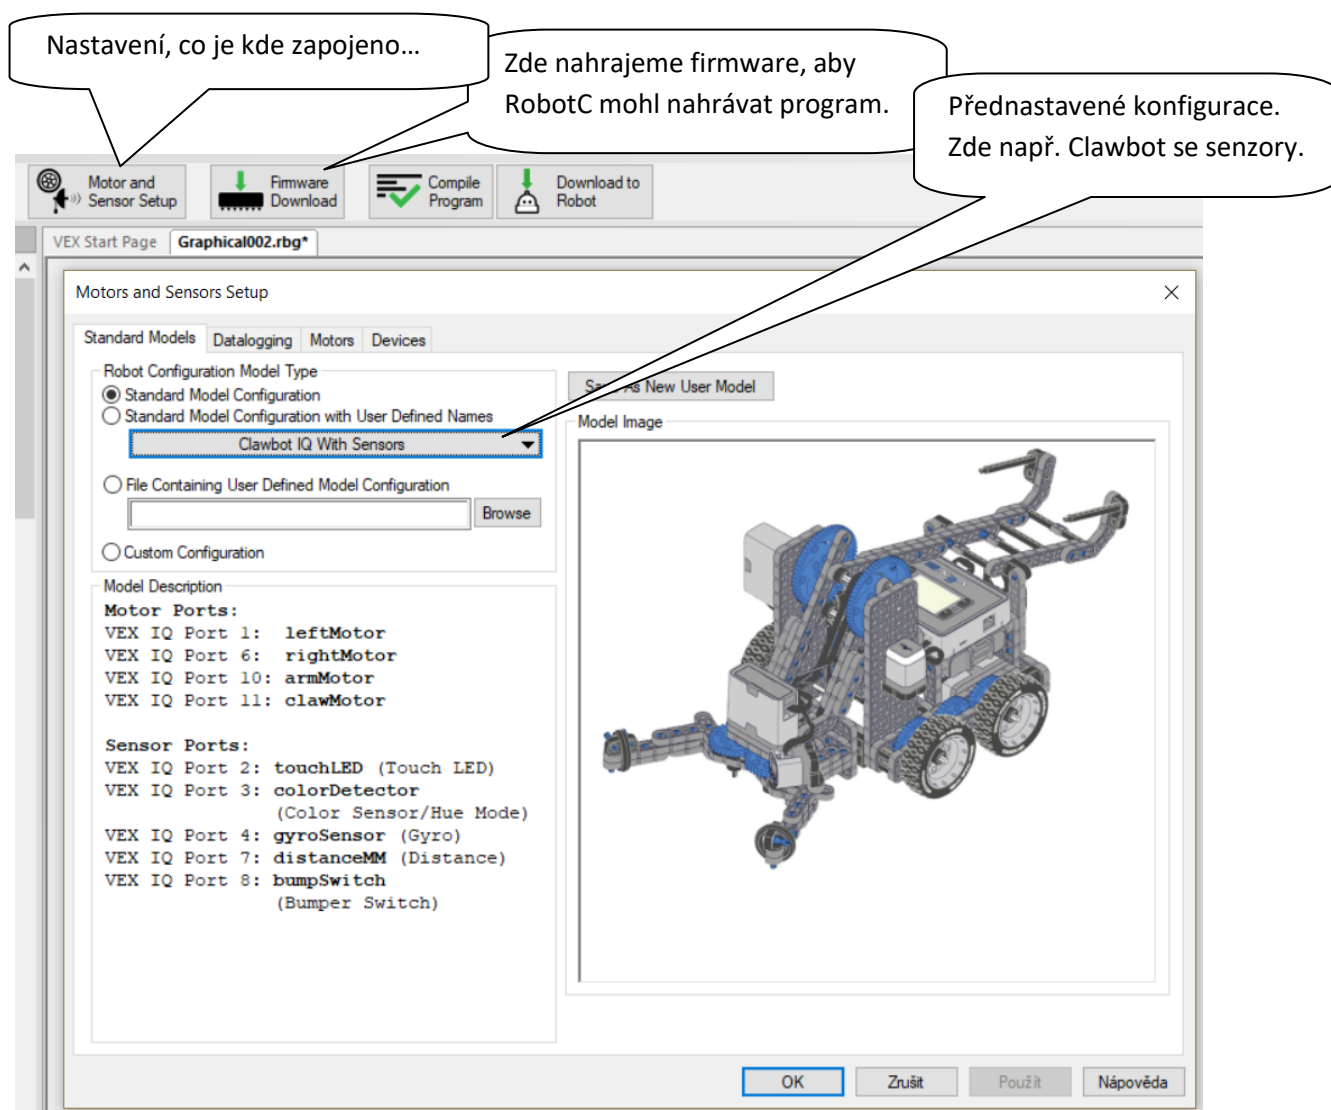 Nastavení, co je kde zapojeno…
Zde nahrajeme firmware, aby
RobotC mohl nahrávat program.
Přednastavené konfigurace.
Zde např. Clawbot se senzory.
Motor and
Sensor Setup
Firmware
Download
Compile
Program
Download to
Robot
VEX Start Page
Graphical002.rbg*
Motors and Sensors Setup
Standard Models
Datalogging
Motors
Devices
Robot Configuration Model Type
Standard Model Configuration
Standard Model Configuration with User Defined Names
Clawbot IQ With Sensors
File Containing User Defined Model Configuration
Browse
Custom Configuration
Save As New User Model
Model Image
Model Description
Motor Ports:
VEX IQ Port 1: leftMotor
VEX IQ Port 6: rightMotor
VEX IQ Port 10: armMotor
VEX IQ Port 11: clawMotor
Sensor Ports:
VEX IQ Port 2: touchLED (Touch LED)
VEX IQ Port 3: colorDetector
(Color Sensor/Hue Mode)
VEX IQ Port 4: gyroSensor (Gyro)
VEX IQ Port 7: distanceMM (Distance)
VEX IQ Port 8: bumpSwitch
(Bumper Switch)
OK
Zrušit
Použít
Nápověda